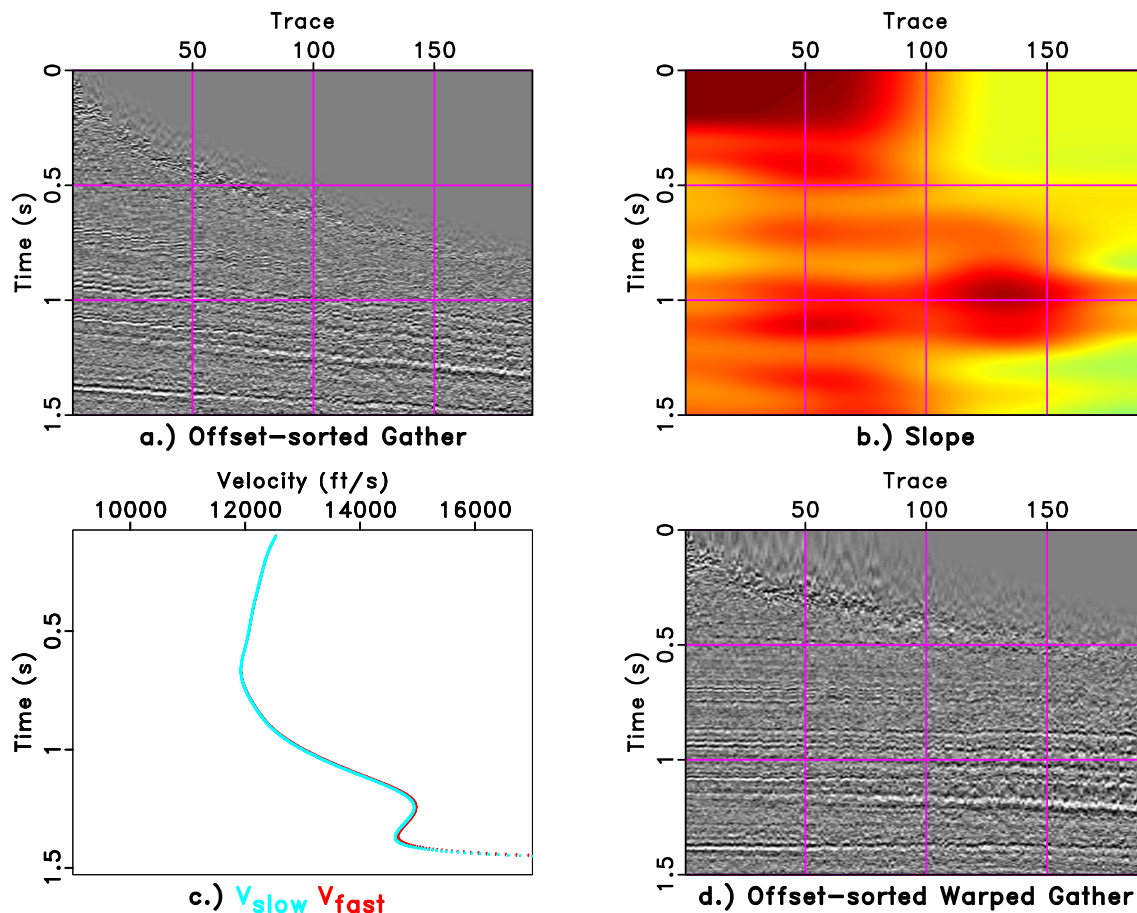 Trace
50 100 150
0
0.5
1
1.5
Time (s)
a.) Offset-sorted Gather
Trace
50 100 150
0
0.5
1
1.5
Time (s)
b.) Slope
Velocity (ft/s)
10000 12000 14000 16000
0.5
1
1.5
Time (s)
c.) Vslow Vfast
Trace
50 100 150
0
0.5
1
1.5
Time (s)
d.) Offset-sorted Warped Gather